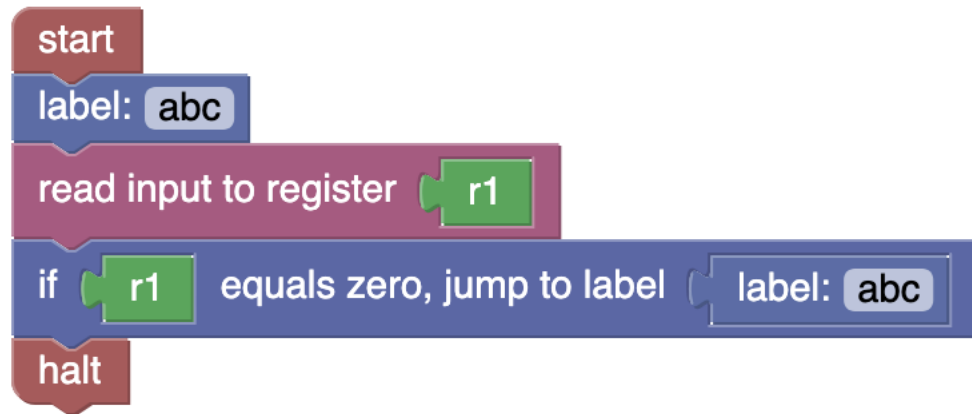 start
label: abc
read input to register r1
if r1 equals zero, jump to label label: abc
halt